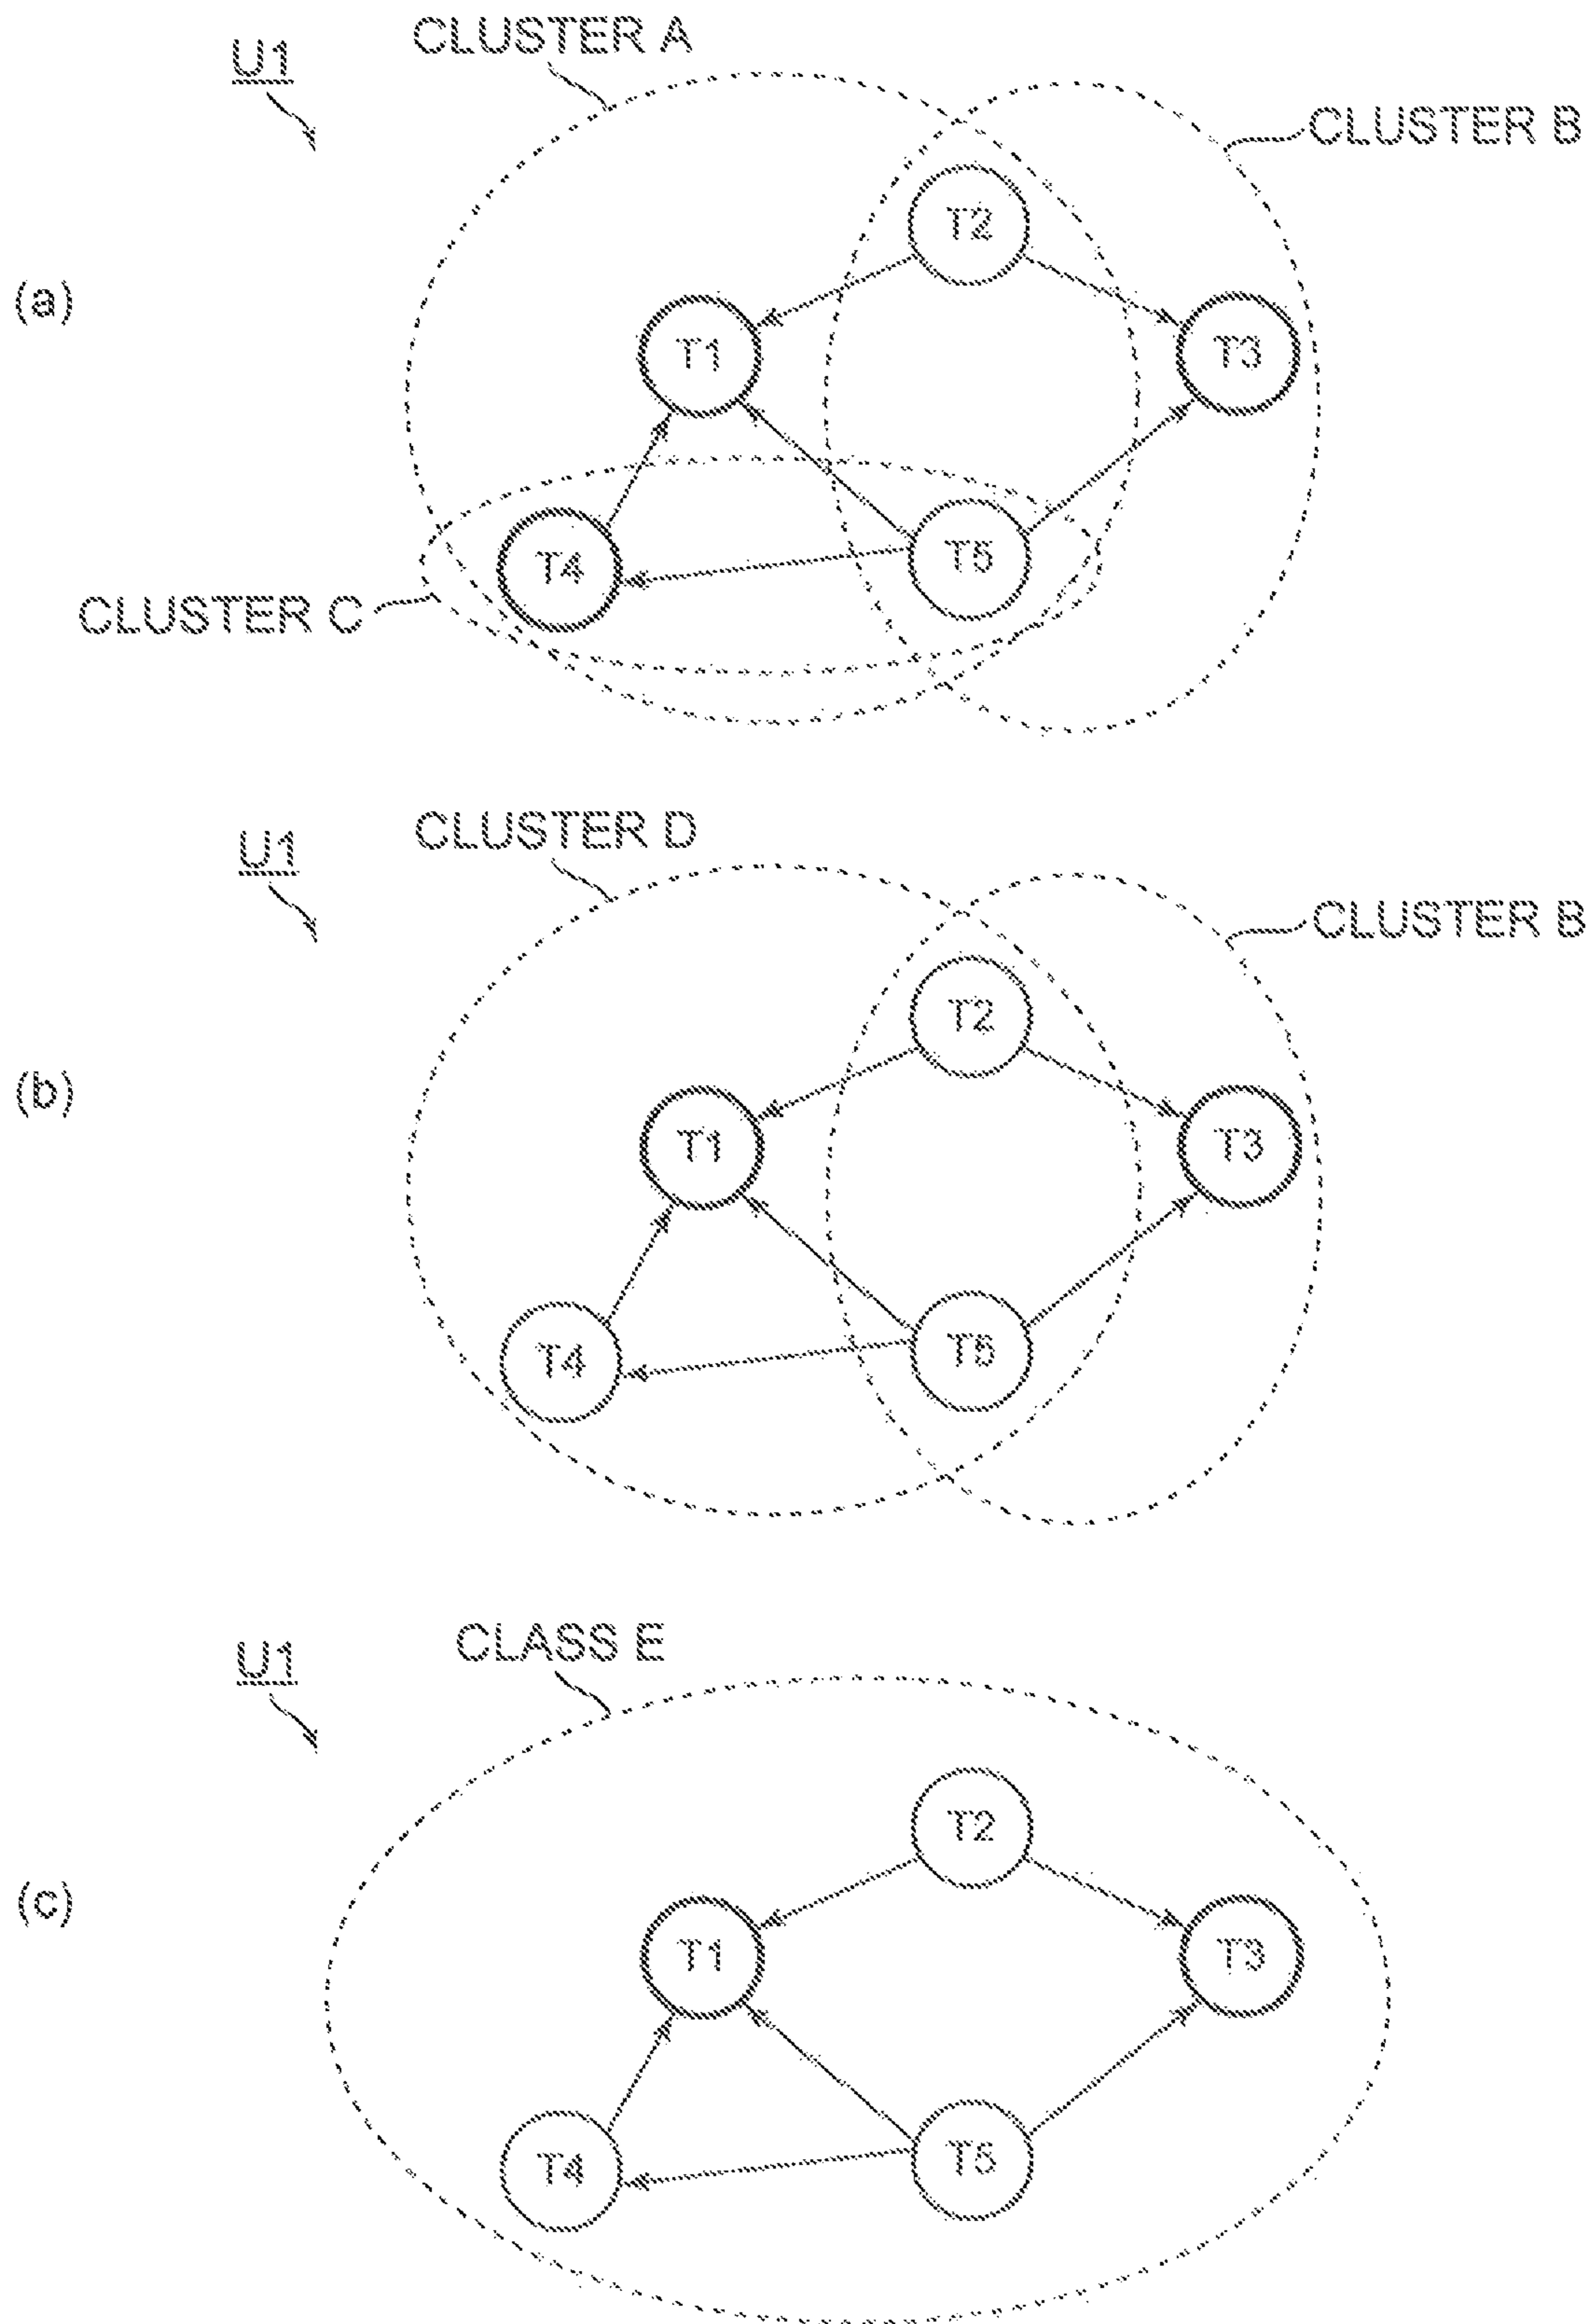 CLUSTER A
U1
CLUSTER B
T2
(a)
T1
T3
T4
T5
CLUSTER C
CLUSTER D
U1
CLUSTER B
T2
(b)
T1
T3
T4
T5
CLASS E
U1
T2
(c)
T1
T3
T4
T5